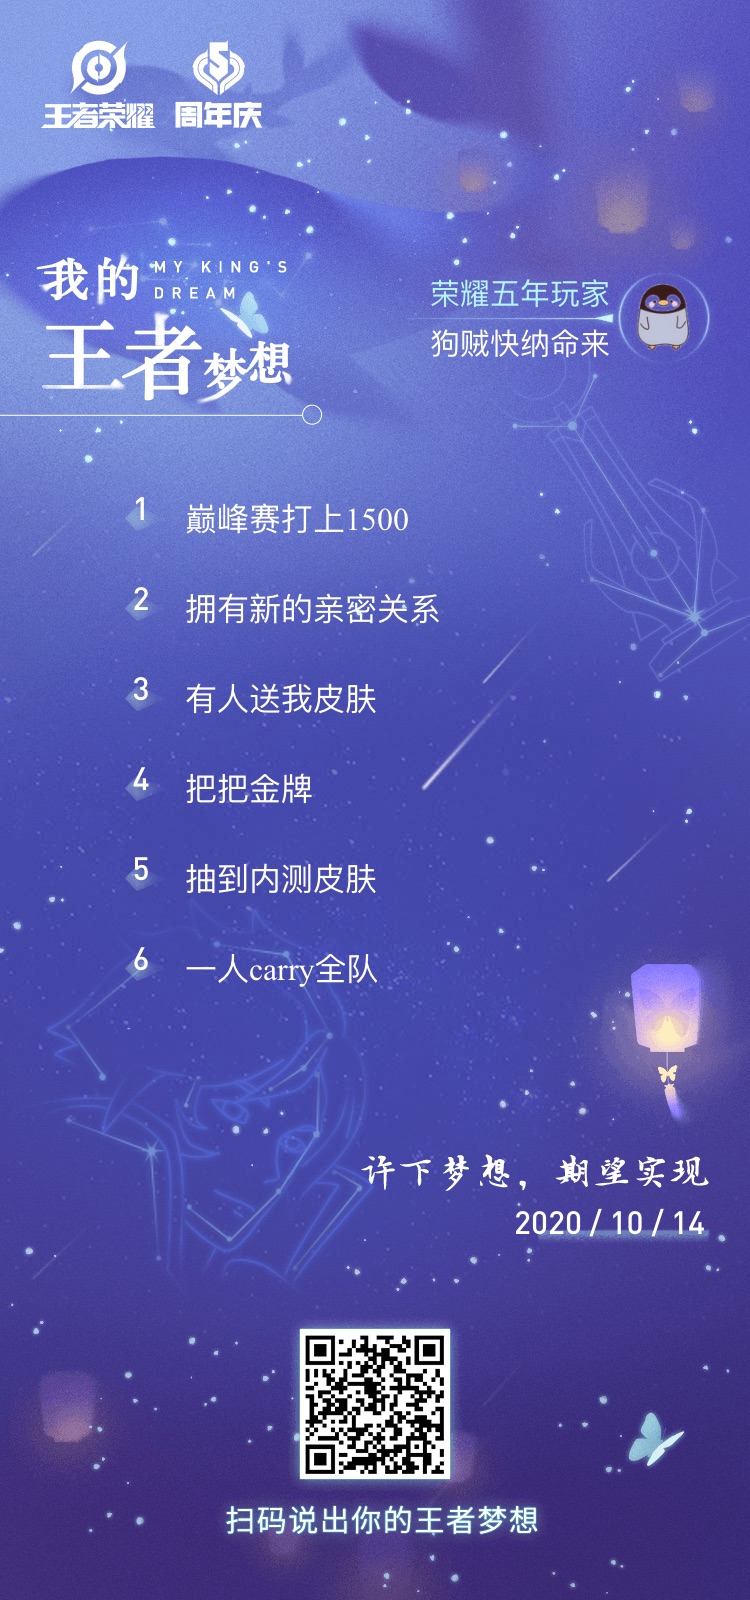 王者荣耀 5周年庆
我的 MY KING'S
DREAM
王者梦想
荣耀五年玩家
狗贼快纳命来
1 巅峰赛打上1500
2 拥有新的亲密关系
3 有人送我皮肤
4 把把金牌
5 抽到内测皮肤
6 一人carry全队
许下梦想，期望实现
2020 / 10 / 14
扫码说出你的王者梦想